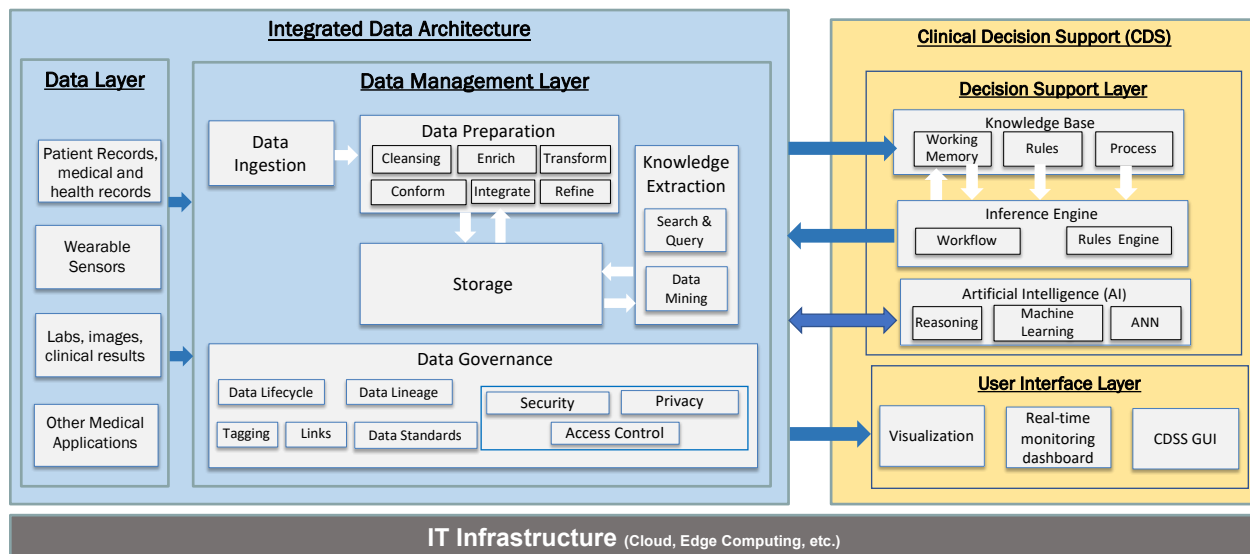 Integrated Data Architecture
Data Layer
Patient Records,
medical and
health records
Wearable
Sensors
Labs, images,
clinical results
Other Medical
Applications
Data Management Layer
Data
Ingestion
Data Preparation
Cleansing
Enrich
Transform
Conform
Integrate
Refine
Storage
Knowledge
Extraction
Search &
Query
Data
Mining
Data Governance
Data Lifecycle
Data Lineage
Tagging
Links
Data Standards
Security
Privacy
Access Control
Clinical Decision Support (CDS)
Decision Support Layer
Knowledge Base
Working
Memory
Rules
Process
Inference Engine
Workflow
Rules Engine
Artificial Intelligence (AI)
Reasoning
Machine
Learning
ANN
User Interface Layer
Visualization
Real-time
monitoring
dashboard
CDSS GUI
IT Infrastructure (Cloud, Edge Computing, etc.)